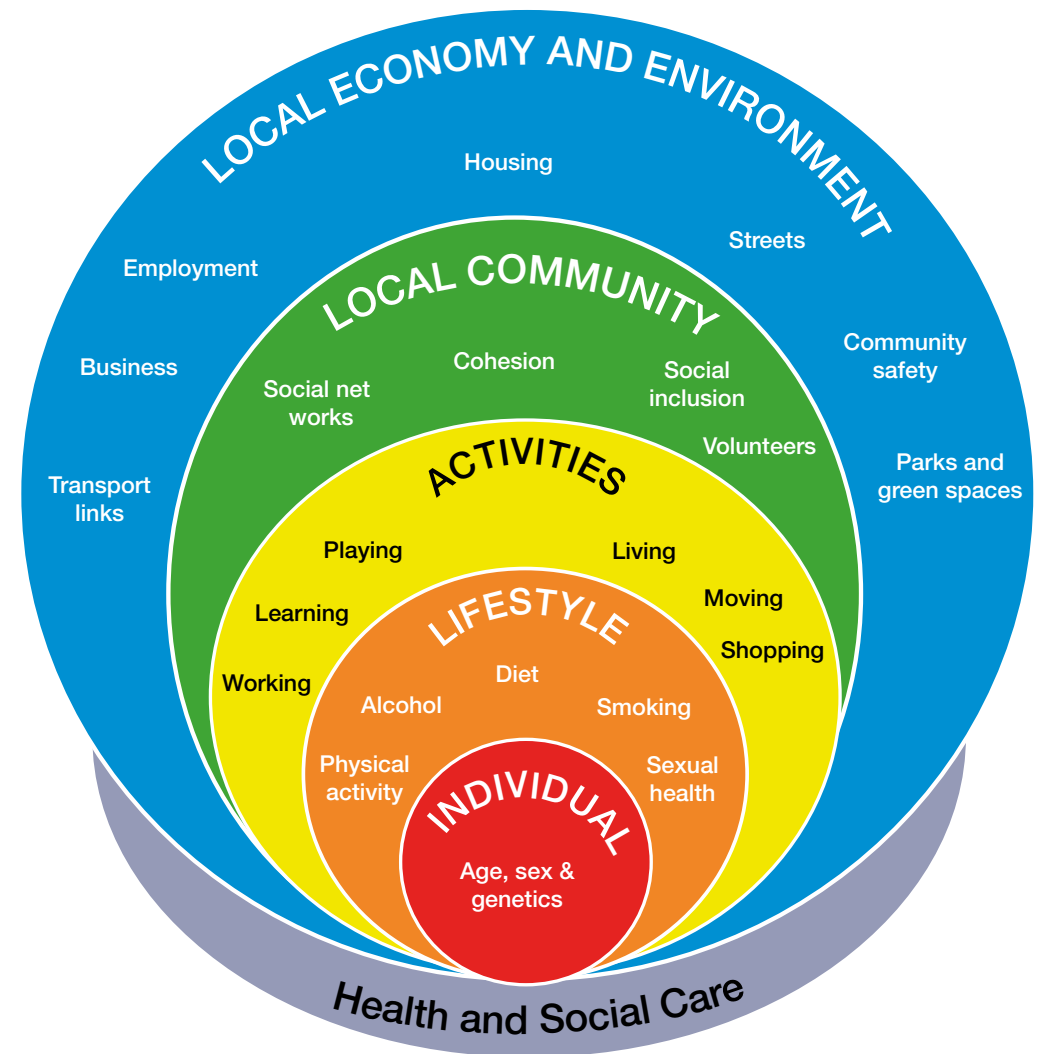 LOCAL ECONOMY AND ENVIRONMENT
Housing
Streets
Employment
Community
safety
Business
Parks and
green spaces
Transport
links
LOCAL COMMUNITY
Cohesion
Social
inclusion
Social net
works
Volunteers
ACTIVITIES
Playing
Living
Learning
Moving
Shopping
Working
LIFESTYLE
Diet
Alcohol
Smoking
Physical
activity
Sexual
health
INDIVIDUAL
Age, sex &
genetics
Health and Social Care